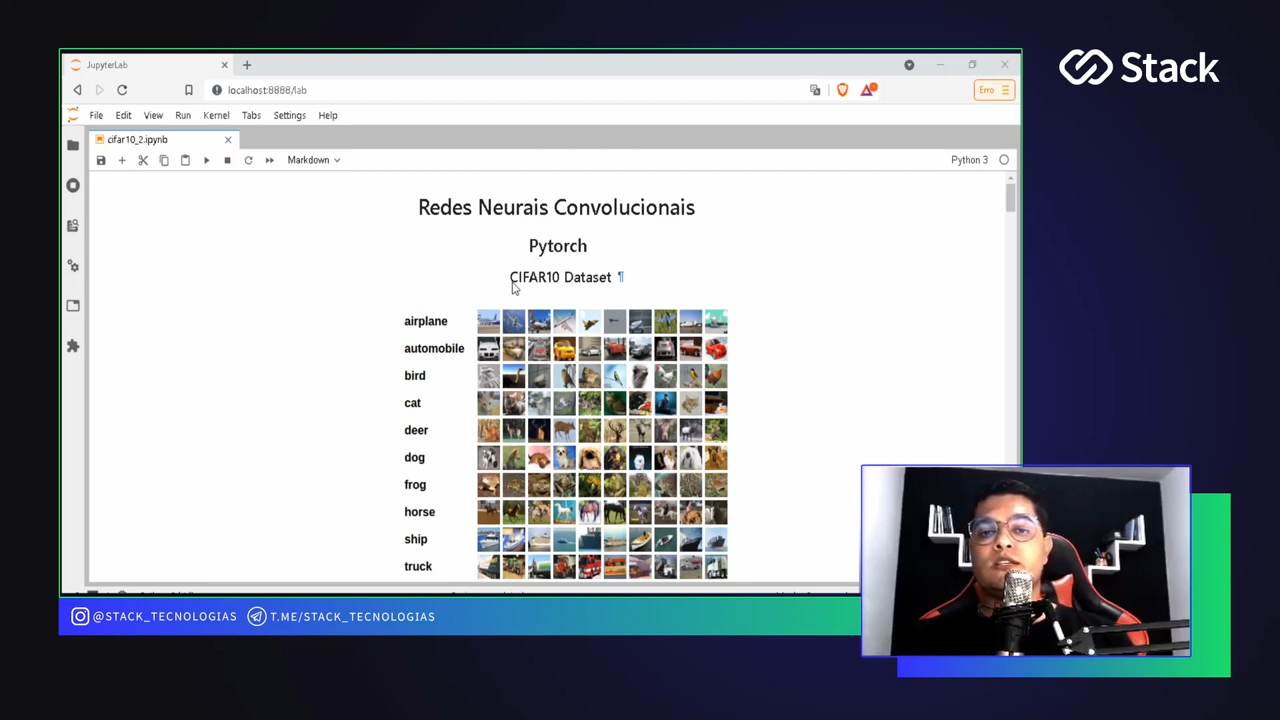 Stack
JupyterLab
localhost:8888/lab
Erro
File Edit View Run Kernel Tabs Settings Help
cifar10_2.ipynb
Markdown
Python 3
Redes Neurais Convolucionais
Pytorch
CIFAR10 Dataset ¶
airplane
automobile
bird
cat
deer
dog
frog
horse
ship
truck
@STACK_TECNOLOGIAS T.ME/STACK_TECNOLOGIAS